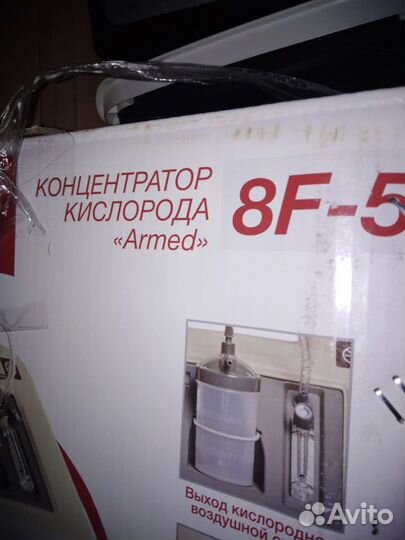 КОНЦЕНТРАТОР
КИСЛОРОДА
«Armed»
8F-5
Выход кислородно
воздушной с
Avito